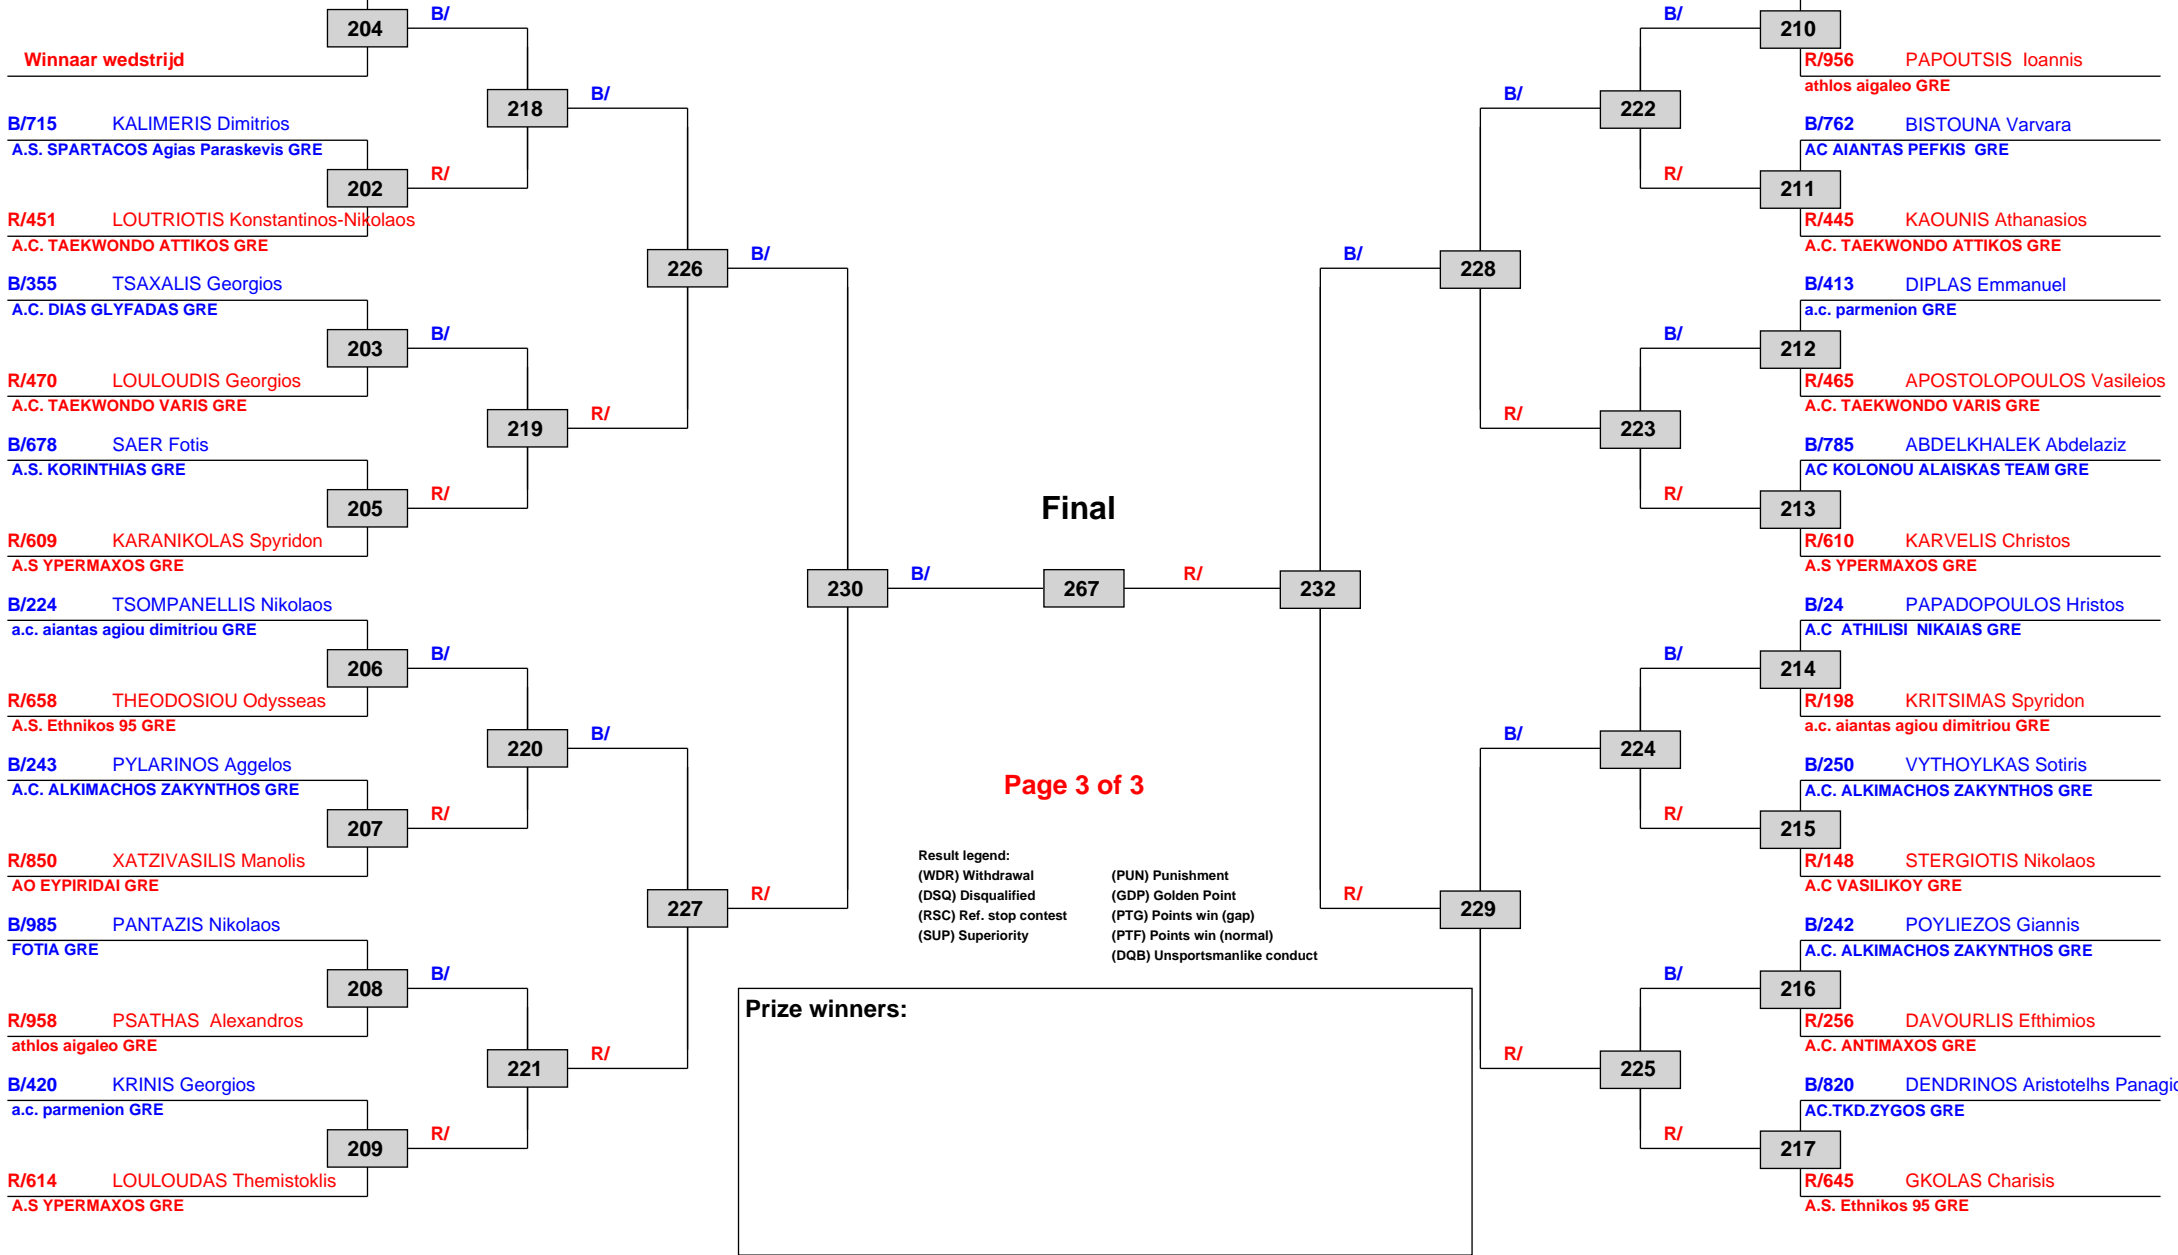 204
B/
Winnaar wedstrijd
218
B/
B/715 KALIMERIS Dimitrios
A.S. SPARTACOS Agias Paraskevis GRE
202
R/
R/451 LOUTRIOTIS Konstantinos-Nikolaos
A.C. TAEKWONDO ATTIKOS GRE
226
B/
B/355 TSAXALIS Georgios
A.C. DIAS GLYFADAS GRE
203
B/
R/470 LOULOUDIS Georgios
A.C. TAEKWONDO VARIS GRE
219
R/
B/678 SAER Fotis
A.S. KORINTHIAS GRE
205
R/
R/609 KARANIKOLAS Spyridon
A.S YPERMAXOS GRE
230
B/
B/224 TSOMPANELLIS Nikolaos
a.c. aiantas agiou dimitriou GRE
206
B/
R/658 THEODOSIOU Odysseas
A.S. Ethnikos 95 GRE
220
B/
B/243 PYLARINOS Aggelos
A.C. ALKIMACHOS ZAKYNTHOS GRE
207
R/
R/850 XATZIVASILIS Manolis
AO EYPIRIDAI GRE
227
R/
B/985 PANTAZIS Nikolaos
FOTIA GRE
208
B/
R/958 PSATHAS Alexandros
athlos aigaleo GRE
221
R/
B/420 KRINIS Georgios
a.c. parmenion GRE
209
R/
R/614 LOULOUDAS Themistoklis
A.S YPERMAXOS GRE
Final
267
R/
232
Page 3 of 3
Result legend:
(WDR) Withdrawal (PUN) Punishment
(DSQ) Disqualified (GDP) Golden Point
(RSC) Ref. stop contest (PTG) Points win (gap)
(SUP) Superiority (PTF) Points win (normal)
(DQB) Unsportsmanlike conduct
Prize winners:
B/
210
R/956 PAPOUTSIS Ioannis
athlos aigaleo GRE
B/
222
B/762 BISTOUNA Varvara
AC AIANTAS PEFKIS GRE
R/
211
R/445 KAOUNIS Athanasios
A.C. TAEKWONDO ATTIKOS GRE
B/
228
B/413 DIPLAS Emmanuel
a.c. parmenion GRE
B/
212
R/465 APOSTOLOPOULOS Vasileios
A.C. TAEKWONDO VARIS GRE
R/
223
B/785 ABDELKHALEK Abdelaziz
AC KOLONOU ALAISKAS TEAM GRE
R/
213
R/610 KARVELIS Christos
A.S YPERMAXOS GRE
B/24 PAPADOPOULOS Hristos
A.C ATHILISI NIKAIAS GRE
B/
214
R/198 KRITSIMAS Spyridon
a.c. aiantas agiou dimitriou GRE
B/
224
B/250 VYTHOYLKAS Sotiris
A.C. ALKIMACHOS ZAKYNTHOS GRE
R/
215
R/148 STERGIOTIS Nikolaos
A.C VASILIKOY GRE
R/
229
B/242 POYLIEZOS Giannis
A.C. ALKIMACHOS ZAKYNTHOS GRE
B/
216
R/256 DAVOURLIS Efthimios
A.C. ANTIMAXOS GRE
R/
225
B/820 DENDRINOS Aristotelhs
AC.TKD.ZYGOS GRE
R/
217
R/645 GKOLAS Charisis
A.S. Ethnikos 95 GRE